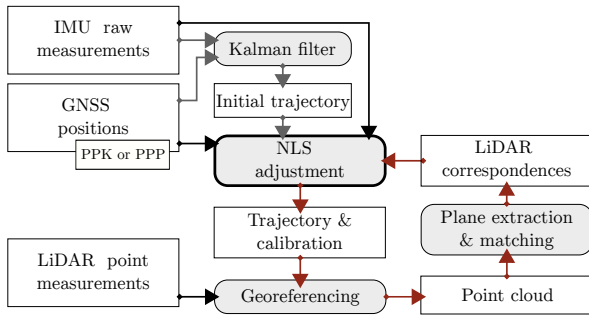 IMU raw
measurements
Kalman filter
Initial trajectory
GNSS
positions
PPK or PPP
NLS
adjustment
LiDAR
correspondences
Trajectory &
calibration
Plane extraction
& matching
LiDAR point
measurements
Georeferencing
Point cloud